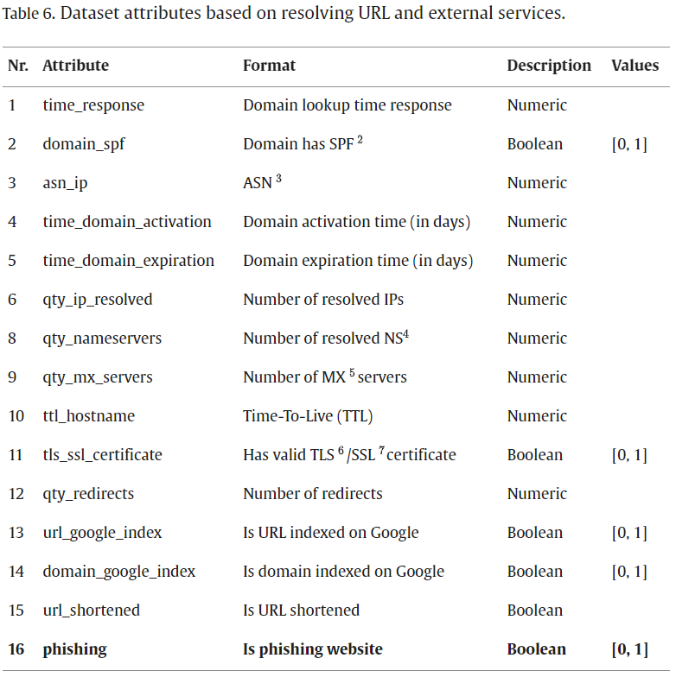 Table 6. Dataset attributes based on resolving URL and external services.
Nr. Attribute Format Description Values
1 time_response Domain lookup time response Numeric
2 domain_spf Domain has SPF 2 Boolean [0, 1]
3 asn_ip ASN 3 Numeric
4 time_domain_activation Domain activation time (in days) Numeric
5 time_domain_expiration Domain expiration time (in days) Numeric
6 qty_ip_resolved Number of resolved IPs Numeric
8 qty_nameservers Number of resolved NS4 Numeric
9 qty_mx_servers Number of MX 5 servers Numeric
10 ttl_hostname Time-To-Live (TTL) Numeric
11 tls_ssl_certificate Has valid TLS 6 /SSL 7 certificate Boolean [0, 1]
12 qty_redirects Number of redirects Numeric
13 url_google_index Is URL indexed on Google Boolean [0, 1]
14 domain_google_index Is domain indexed on Google Boolean [0, 1]
15 url_shortened Is URL shortened Boolean
16 phishing Is phishing website Boolean [0, 1]